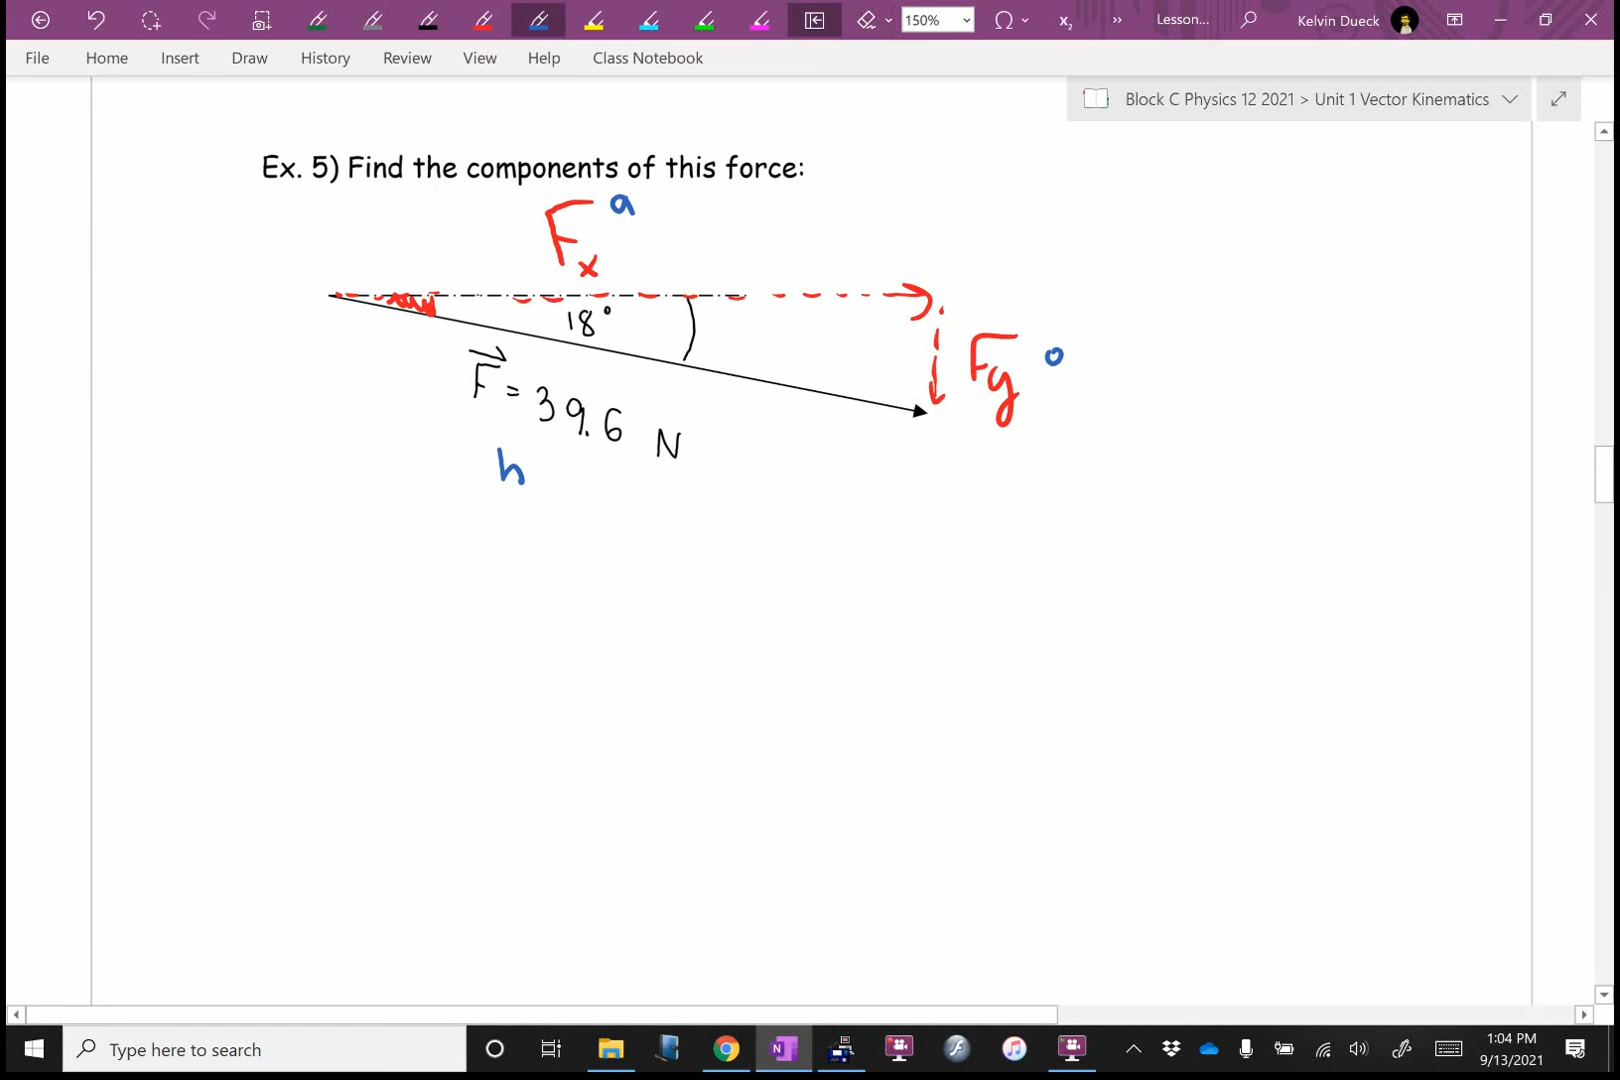 150%
Ω
x₂
››
Lesson...
Kelvin Dueck
File Home Insert Draw History Review View Help Class Notebook
Block C Physics 12 2021 > Unit 1 Vector Kinematics
Ex. 5) Find the components of this force:
Fx a
18°
Fy o
F = 39.6 N
h
Type here to search
N
1:04 PM
9/13/2021